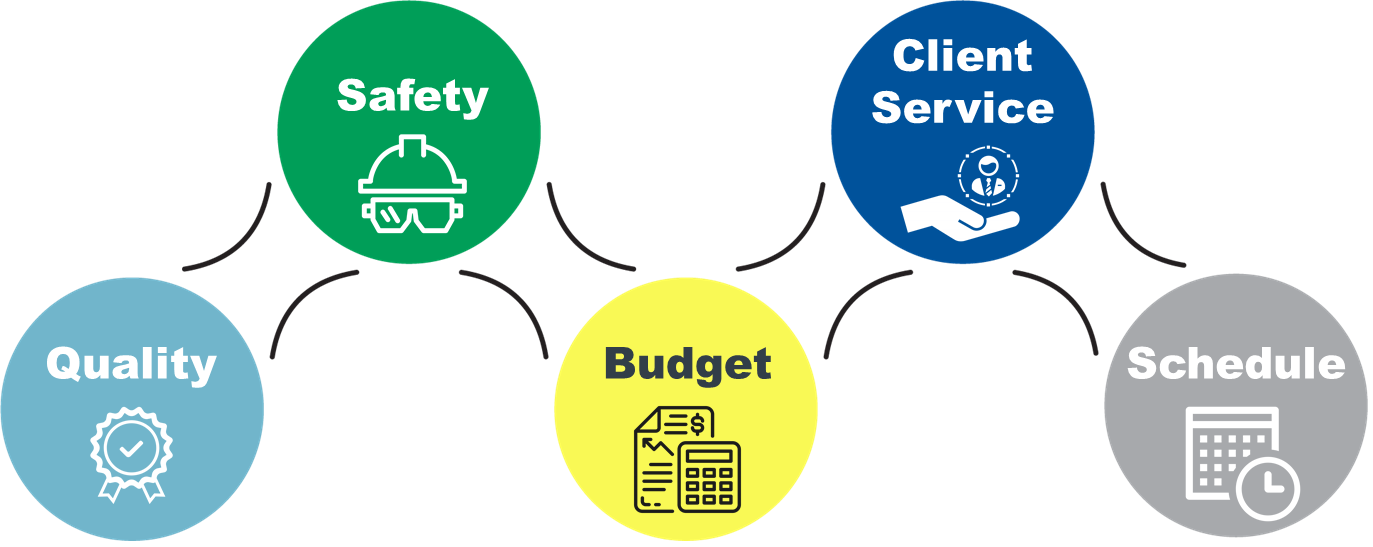 Quality
Safety
Budget
Client
Service
Schedule
$